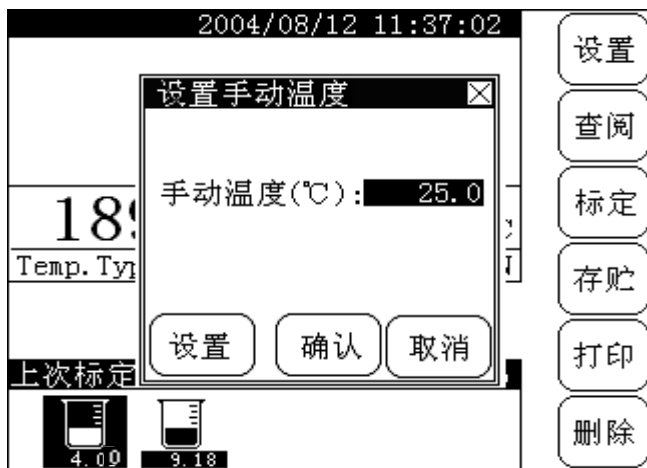 2004/08/12 11:37:02
设置手动温度
手动温度(℃): 25.0
设置 确认 取消
189
Temp.Typ
上次标定
4.00
9.18
设置
查阅
标定
存贮
打印
删除